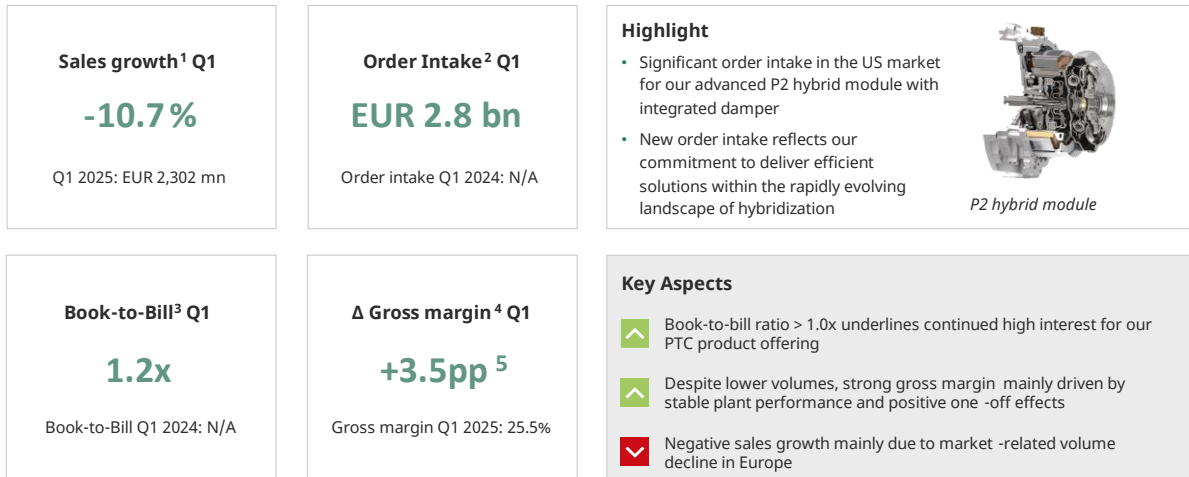 Sales growth¹ Q1
-10.7%
Q1 2025: EUR 2,302 mn
Order Intake² Q1
EUR 2.8 bn
Order intake Q1 2024: N/A
Highlight
• Significant order intake in the US market
for our advanced P2 hybrid module with
integrated damper
• New order intake reflects our
commitment to deliver efficient
solutions within the rapidly evolving
landscape of hybridization
P2 hybrid module
Book-to-Bill³ Q1
1.2x
Book-to-Bill Q1 2024: N/A
Δ Gross margin⁴ Q1
+3.5pp ⁵
Gross margin Q1 2025: 25.5%
Key Aspects
Book-to-bill ratio > 1.0x underlines continued high interest for our
PTC product offering
Despite lower volumes, strong gross margin mainly driven by
stable plant performance and positive one -off effects
Negative sales growth mainly due to market -related volume
decline in Europe